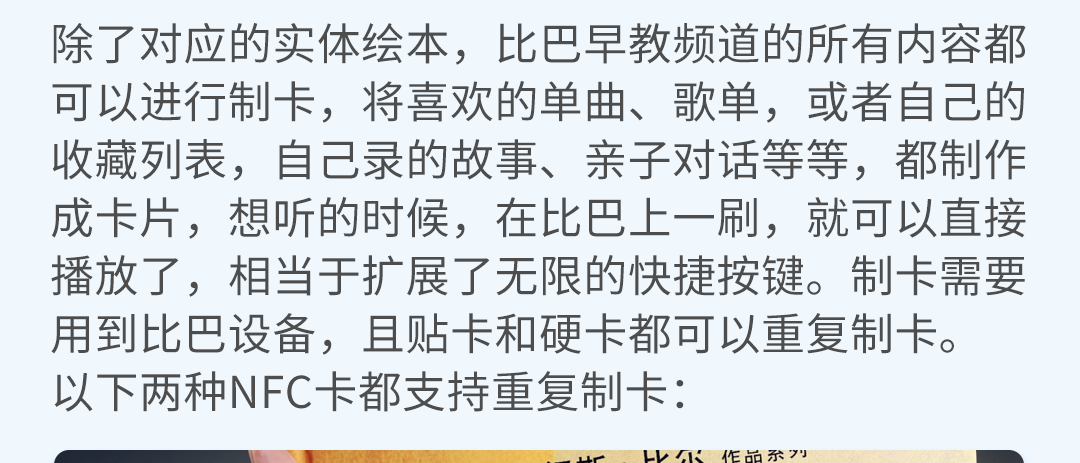 除了对应的实体绘本，比巴早教频道的所有内容都
可以进行制卡，将喜欢的单曲、歌单，或者自己的
收藏列表，自己录的故事、亲子对话等等，都制作
成卡片，想听的时候，在比巴上一刷，就可以直接
播放了，相当于扩展了无限的快捷按键。制卡需要
用到比巴设备，且贴卡和硬卡都可以重复制卡。
以下两种NFC卡都支持重复制卡：
作品系列